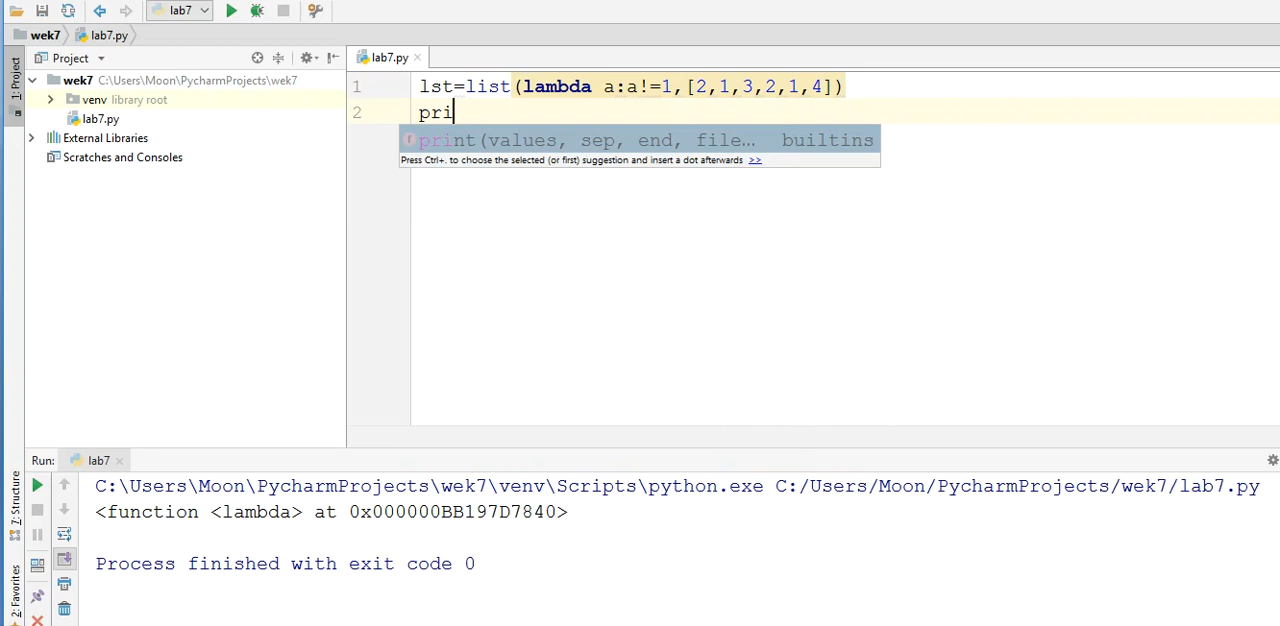 lab7
wek7 lab7.py
1: Project
Project
lab7.py
wek7 C:\Users\Moon\PycharmProjects\wek7
venv library root
lab7.py
External Libraries
Scratches and Consoles
1 lst=list(lambda a:a!=1,[2,1,3,2,1,4])
2 pri
f print(values, sep, end, file… builtins
Press Ctrl+. to choose the selected (or first) suggestion and insert a dot afterwards >>
Run: lab7
C:\Users\Moon\PycharmProjects\wek7\venv\Scripts\python.exe C:/Users/Moon/PycharmProjects/wek7/lab7.py
<function <lambda> at 0x000000BB197D7840>
Process finished with exit code 0
Z: Structure
2: Favorites